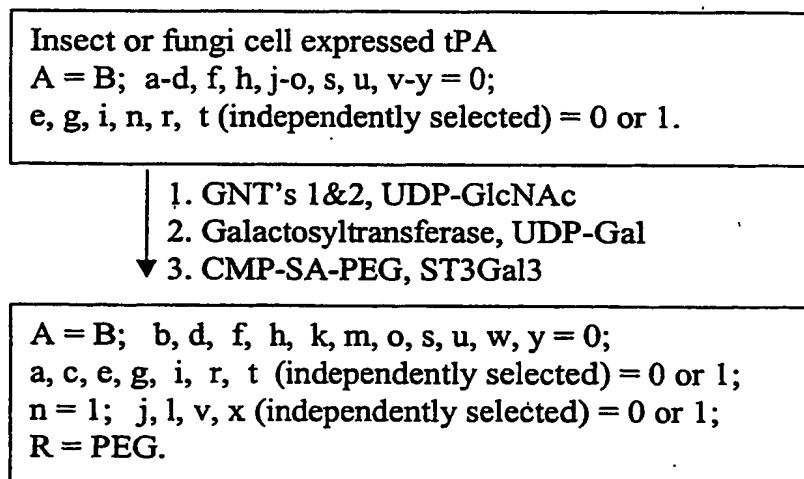 Insect or fungi cell expressed tPA
A = B; a-d, f, h, j-o, s, u, v-y = 0;
e, g, i, n, r, t (independently selected) = 0 or 1.
1. GNT's 1&2, UDP-GlcNAc
2. Galactosyltransferase, UDP-Gal
3. CMP-SA-PEG, ST3Gal3
A = B; b, d, f, h, k, m, o, s, u, w, y = 0;
a, c, e, g, i, r, t (independently selected) = 0 or 1;
n = 1; j, l, v, x (independently selected) = 0 or 1;
R = PEG.